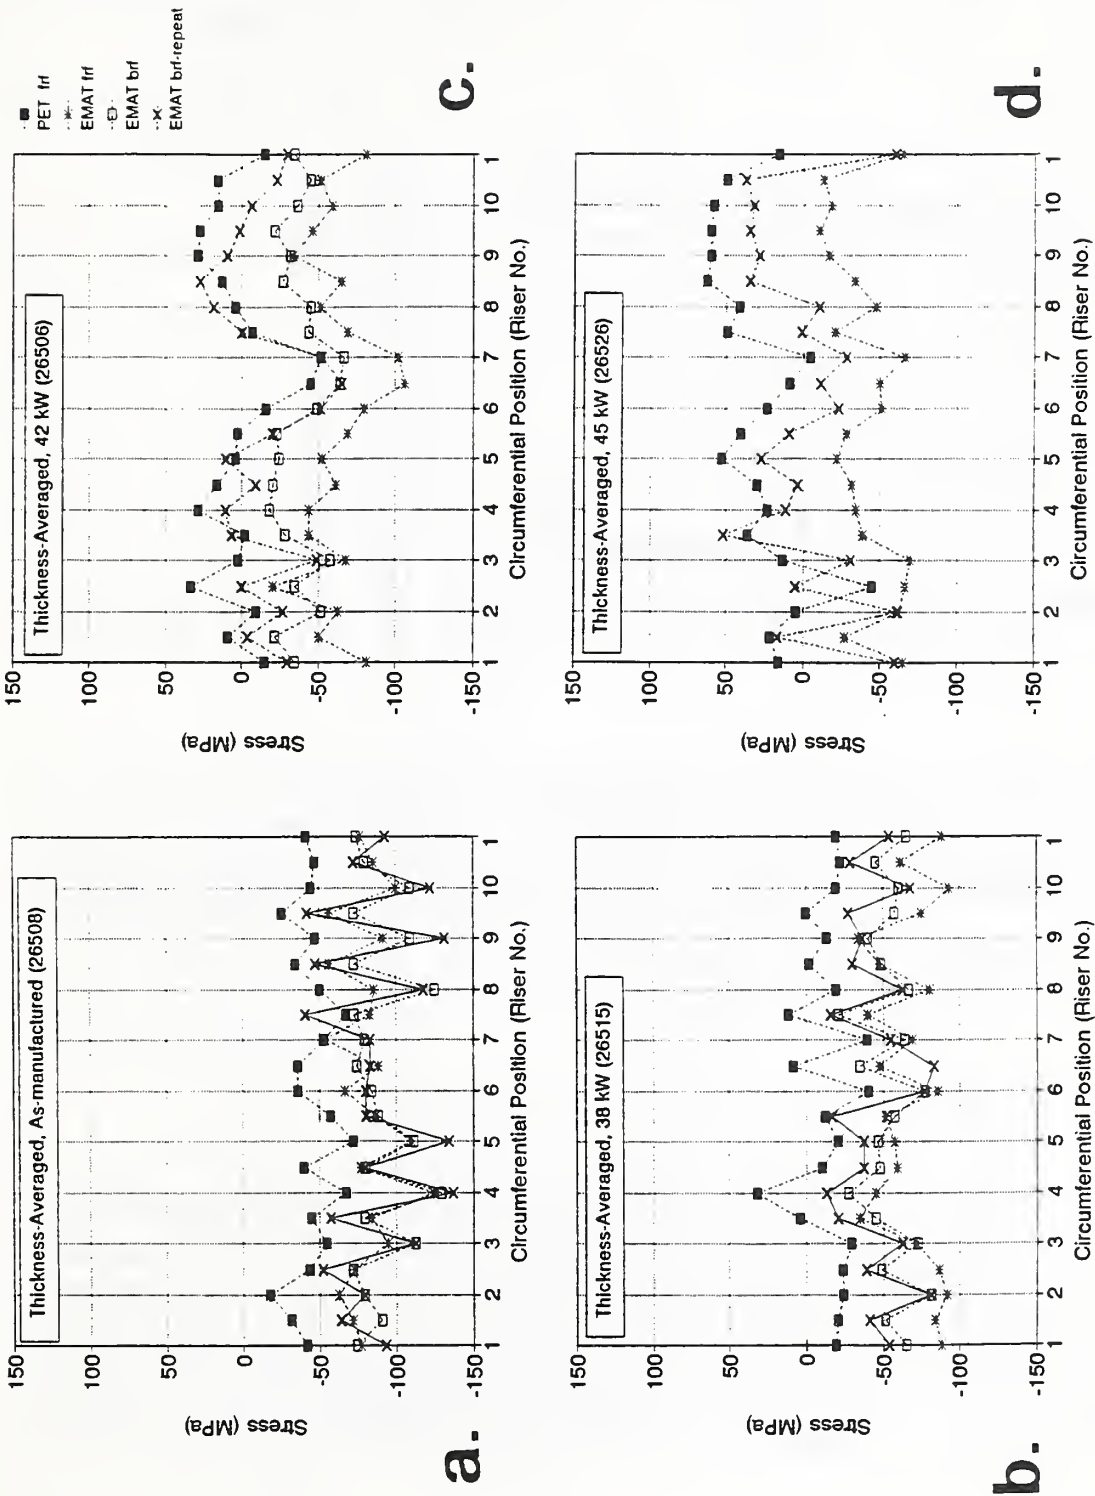 PET frf
EMAT frf
EMAT brf
EMAT brf-repeat
Thickness-Averaged, As-manufactured (26508)
150
100
50
0
-50
-100
-150
Stress (MPa)
1 2 3 4 5 6 7 8 9 10 1
Circumferential Position (Riser No.)
a.
Thickness-Averaged, 42 kW (26506)
150
100
50
0
-50
-100
-150
Stress (MPa)
1 2 3 4 5 6 7 8 9 10 1
Circumferential Position (Riser No.)
c.
Thickness-Averaged, 38 kW (26515)
150
100
50
0
-50
-100
-150
Stress (MPa)
1 2 3 4 5 6 7 8 9 10 1
Circumferential Position (Riser No.)
b.
Thickness-Averaged, 45 kW (26526)
150
100
50
0
-50
-100
-150
Stress (MPa)
1 2 3 4 5 6 7 8 9 10 1
Circumferential Position (Riser No.)
d.